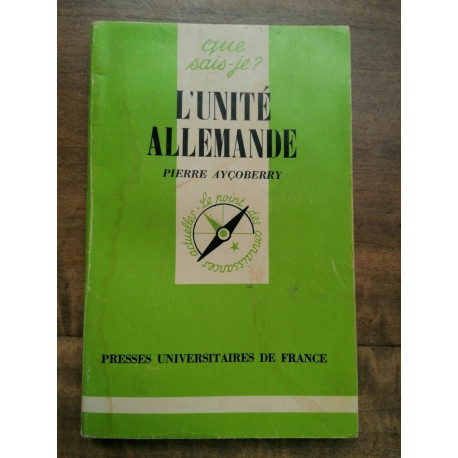 que
sais-je?
L'UNITÉ
ALLEMANDE
PIERRE AYÇOBERRY
Le point des connaissances actuelles
PRESSES UNIVERSITAIRES DE FRANCE